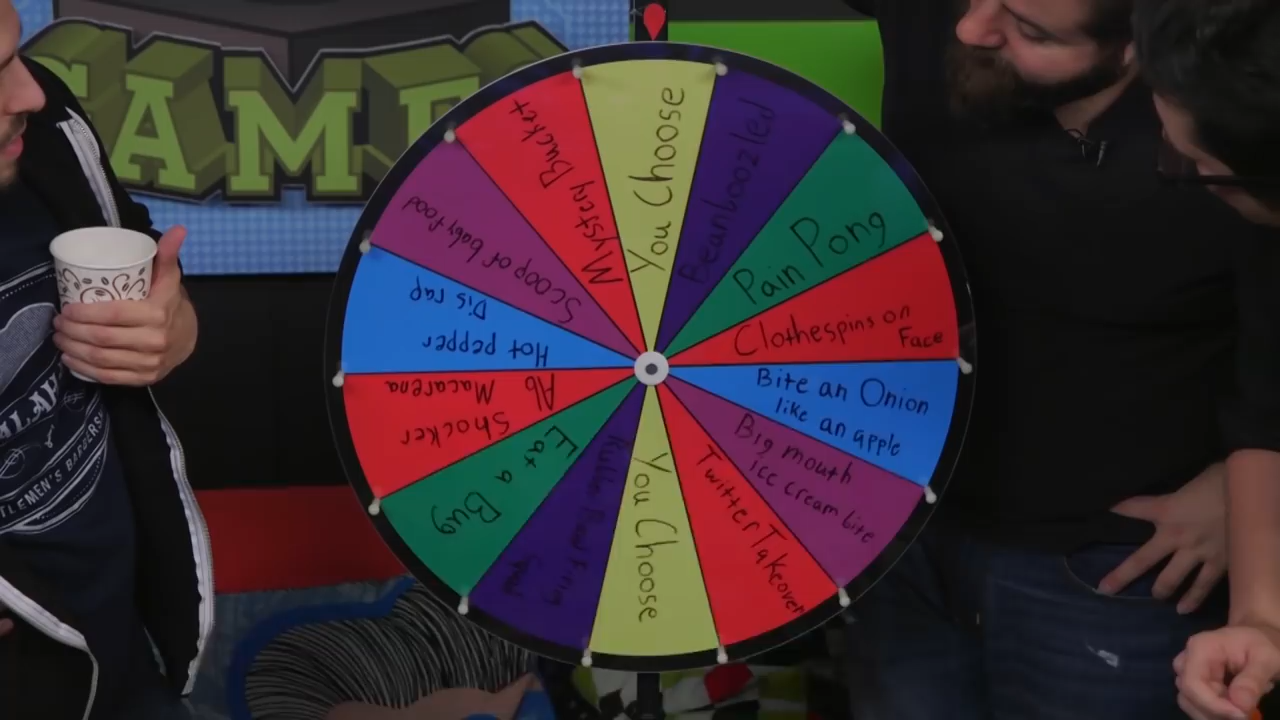 GAME
You Choose
Beanboozled
Pain Pong
Clothespins on
Face
Bite an Onion
like an apple
Big mouth
ice cream bite
Twitter Takeover
You Choose
Eat a Bug
Ab
Macarena
Shocker
Hot pepper
Dis rap
Scoop of baby food
Mystery Bucket